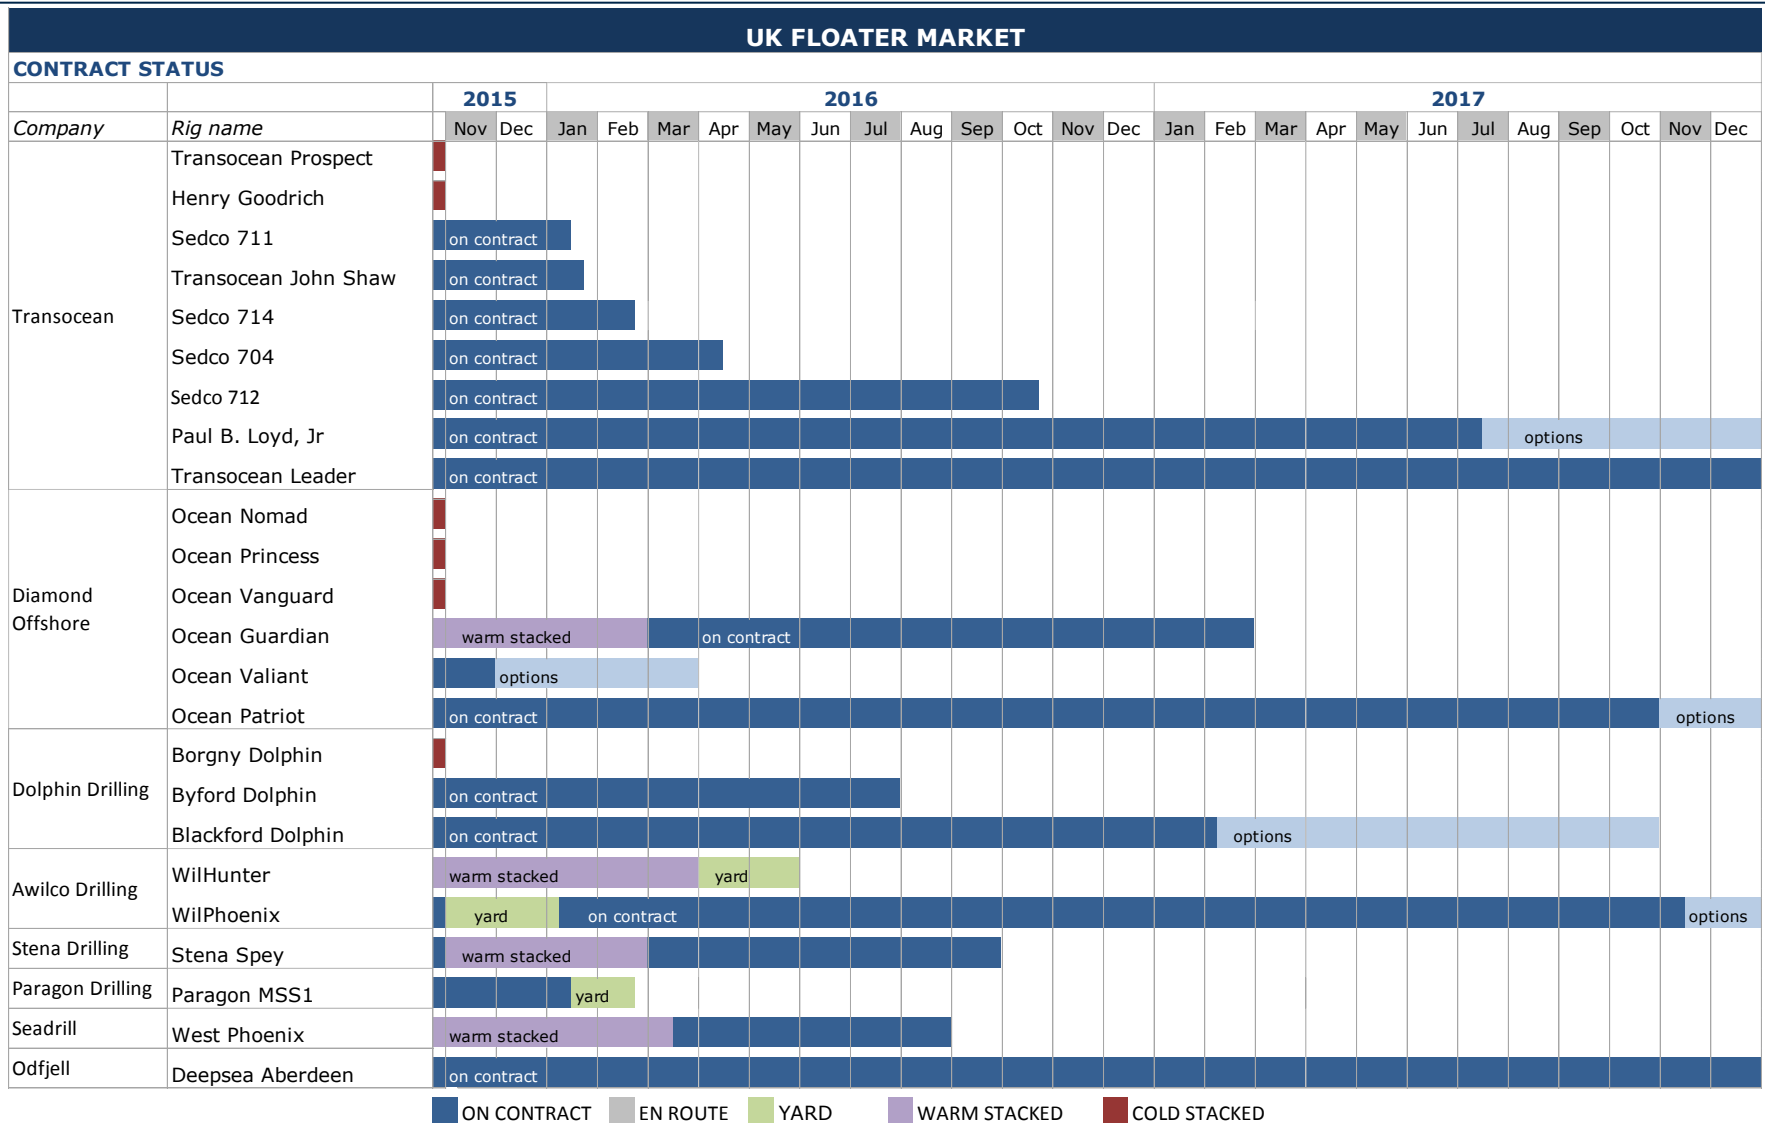 UK FLOATER MARKET
CONTRACT STATUS
2015 2016 2017
Company Rig name Nov Dec Jan Feb Mar Apr May Jun Jul Aug Sep Oct Nov Dec Jan Feb Mar Apr May Jun Jul Aug Sep Oct Nov Dec
Transocean Prospect
Henry Goodrich
Sedco 711 on contract
Transocean John Shaw on contract
Transocean Sedco 714 on contract
Sedco 704 on contract
Sedco 712 on contract
Paul B. Loyd, Jr on contract options
Transocean Leader on contract
Ocean Nomad
Ocean Princess
Diamond Offshore Ocean Vanguard
Ocean Guardian warm stacked on contract
Ocean Valiant options
Ocean Patriot on contract options
Borgny Dolphin
Dolphin Drilling Byford Dolphin on contract
Blackford Dolphin on contract options
Awilco Drilling WilHunter warm stacked yard
WilPhoenix yard on contract options
Stena Drilling Stena Spey warm stacked
Paragon Drilling Paragon MSS1 yard
Seadrill West Phoenix warm stacked
Odfjell Deepsea Aberdeen on contract
ON CONTRACT EN ROUTE YARD WARM STACKED COLD STACKED